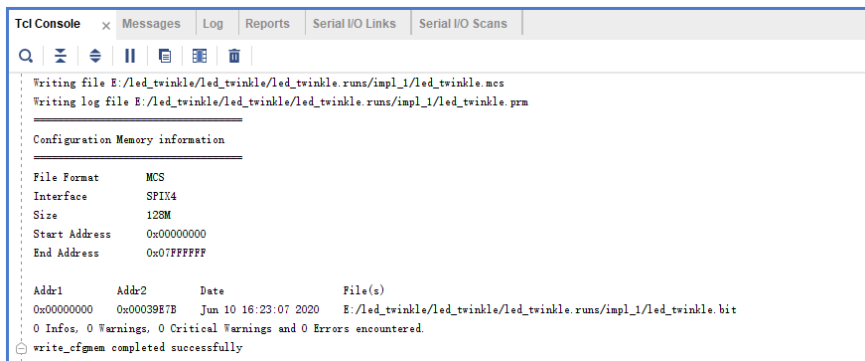 Tcl Console × Messages Log Reports Serial I/O Links Serial I/O Scans
Writing file E:/led_twinkle/led_twinkle/led_twinkle.runs/impl_1/led_twinkle.mcs
Writing log file E:/led_twinkle/led_twinkle/led_twinkle.runs/impl_1/led_twinkle.prm
===================================
Configuration Memory information
===================================
File Format MCS
Interface SPIX4
Size 128M
Start Address 0x00000000
End Address 0x07FFFFFF
Addr1 Addr2 Date File(s)
0x00000000 0x00039E7B Jun 10 16:23:07 2020 E:/led_twinkle/led_twinkle/led_twinkle.runs/impl_1/led_twinkle.bit
0 Infos, 0 Warnings, 0 Critical Warnings and 0 Errors encountered.
write_cfgmem completed successfully